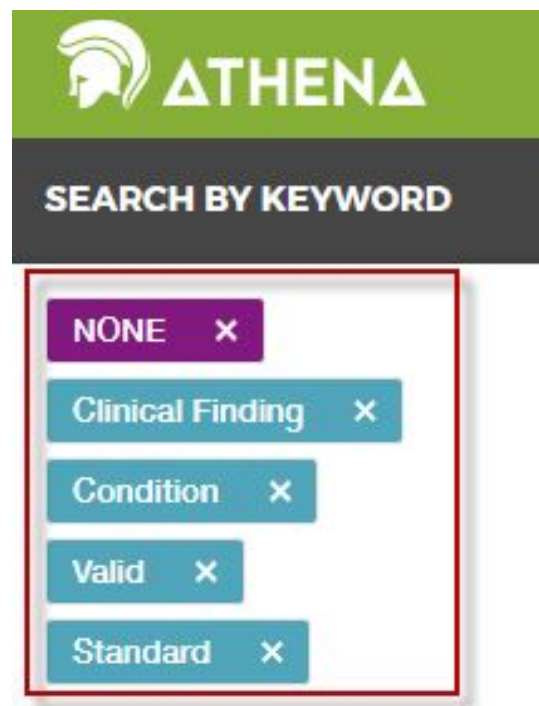 ATHENA
SEARCH BY KEYWORD
NONE ×
Clinical Finding ×
Condition ×
Valid ×
Standard ×